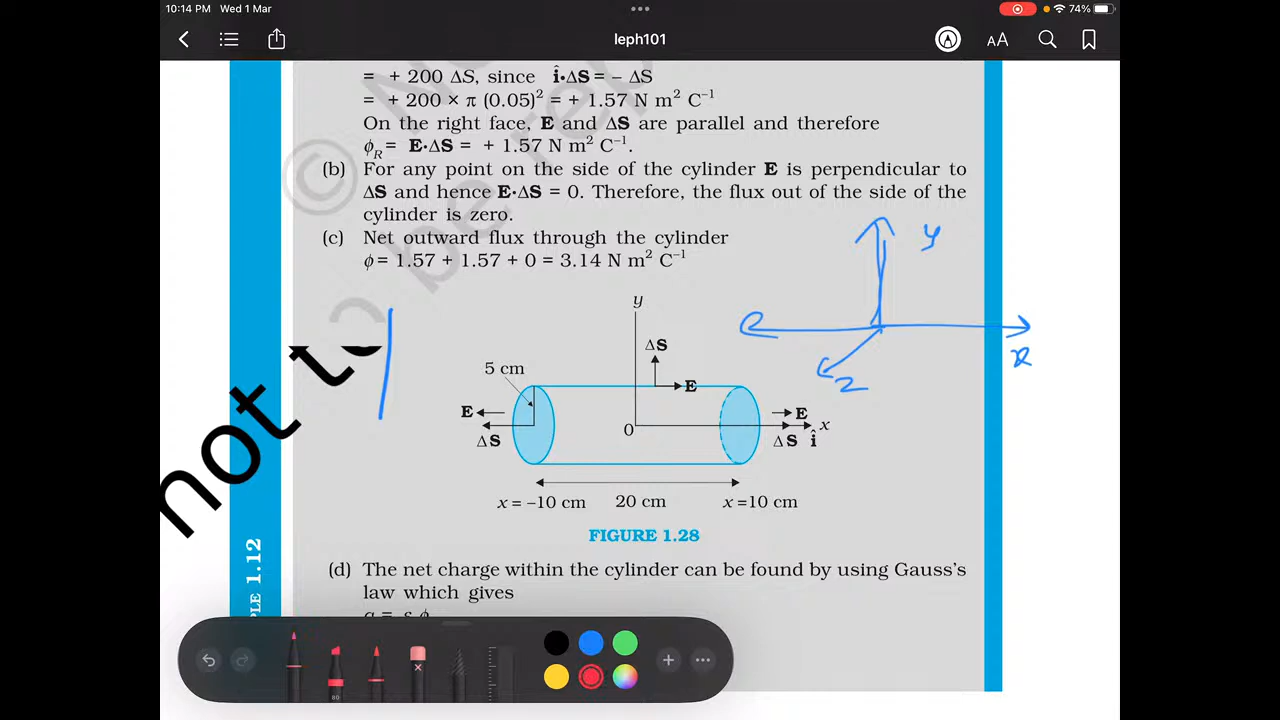 10:14 PM Wed 1 Mar
74%
leph101
AA
= + 200 ΔS, since î•ΔS = – ΔS
= + 200 × π (0.05)² = + 1.57 N m² C⁻¹
On the right face, E and ΔS are parallel and therefore
ϕ_R = E•ΔS = + 1.57 N m² C⁻¹.
(b) For any point on the side of the cylinder E is perpendicular to
ΔS and hence E•ΔS = 0. Therefore, the flux out of the side of the
cylinder is zero.
(c) Net outward flux through the cylinder
ϕ = 1.57 + 1.57 + 0 = 3.14 N m² C⁻¹
y
x
z
not to
y
ΔS
5 cm
E
E
E
0
x
ΔS
ΔS î
x = –10 cm 20 cm x =10 cm
FIGURE 1.28
(d) The net charge within the cylinder can be found by using Gauss's
law which gives
PLE 1.12
80